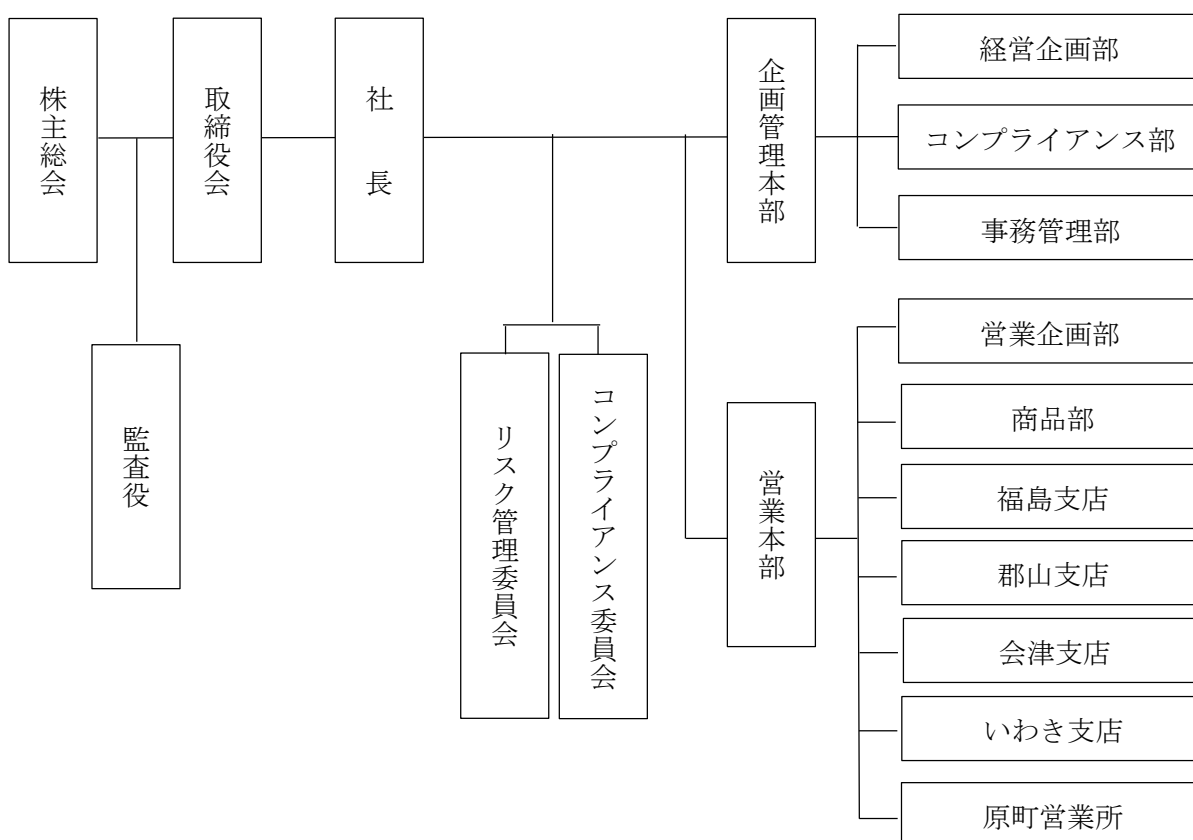 株主総会
取締役会
社長
監査役
リスク管理委員会
コンプライアンス委員会
企画管理本部
経営企画部
コンプライアンス部
事務管理部
営業本部
営業企画部
商品部
福島支店
郡山支店
会津支店
いわき支店
原町営業所